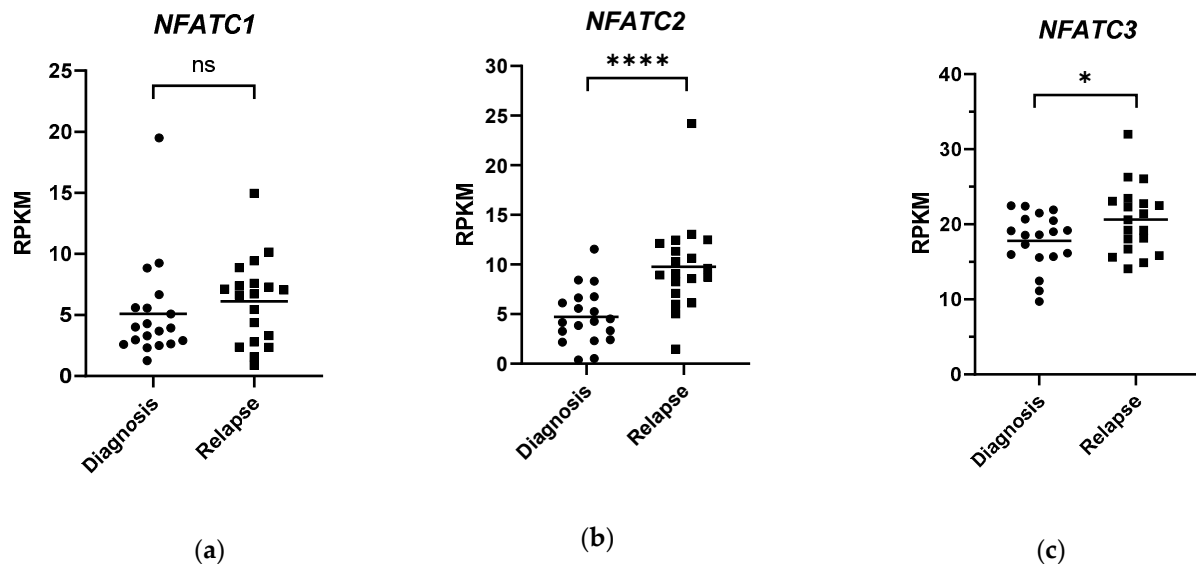 NFATC1
ns
25
20
15
10
5
0
RPKM
Diagnosis
Relapse
(a)
NFATC2
****
30
25
20
15
10
5
0
RPKM
Diagnosis
Relapse
(b)
NFATC3
*
40
30
20
10
0
RPKM
Diagnosis
Relapse
(c)